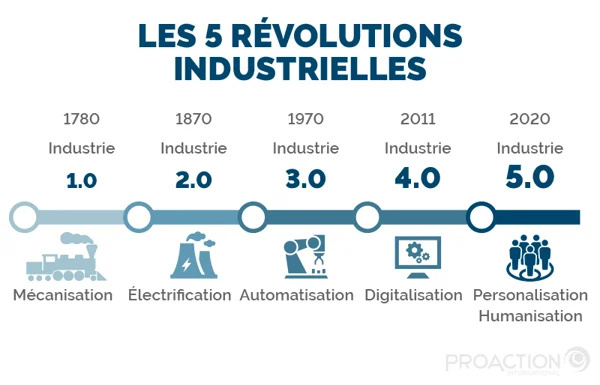 LES 5 RÉVOLUTIONS
INDUSTRIELLES
1780
Industrie
1.0
Mécanisation
1870
Industrie
2.0
Électrification
1970
Industrie
3.0
Automatisation
2011
Industrie
4.0
Digitalisation
2020
Industrie
5.0
Personalisation
Humanisation
PROACTION
INTERNATIONAL